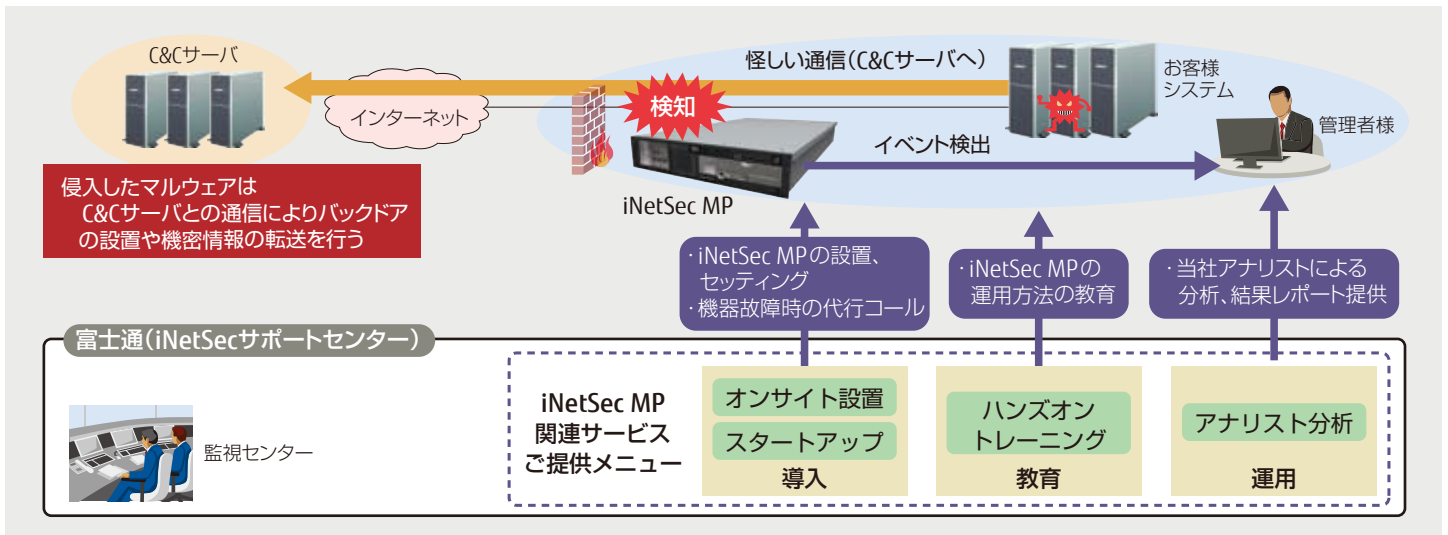 C&Cサーバ
インターネット
怪しい通信(C&Cサーバへ)
検知
お客様
システム
管理者様
イベント検出
iNetSec MP
侵入したマルウェアは
C&Cサーバとの通信によりバックドア
の設置や機密情報の転送を行う
・iNetSec MPの設置、
セッティング
・機器故障時の代行コール
・iNetSec MPの
運用方法の教育
・当社アナリストによる
分析、結果レポート提供
富士通(iNetSecサポートセンター)
監視センター
iNetSec MP
関連サービス
ご提供メニュー
オンサイト設置
スタートアップ
導入
ハンズオン
トレーニング
教育
アナリスト分析
運用